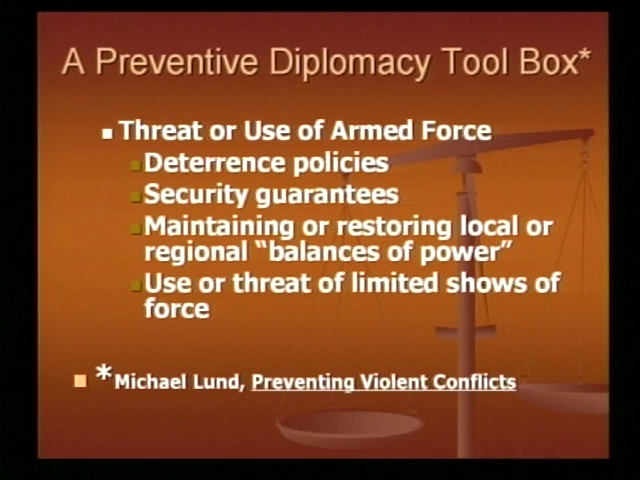 A Preventive Diplomacy Tool Box*
Threat or Use of Armed Force
Deterrence policies
Security guarantees
Maintaining or restoring local or
regional “balances of power”
Use or threat of limited shows of
force
*Michael Lund, Preventing Violent Conflicts